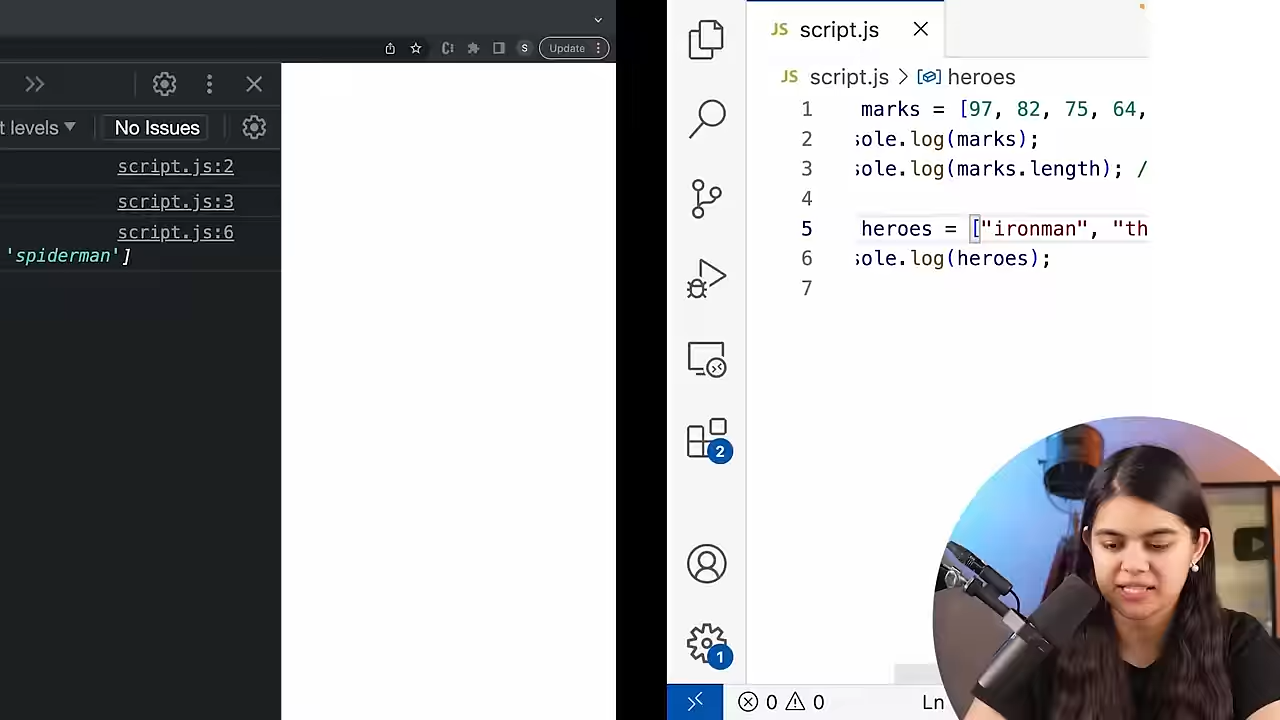 S Update
t levels No Issues
script.js:2
script.js:3
script.js:6
'spiderman']
JS script.js
JS script.js > heroes
1 marks = [97, 82, 75, 64,
2 sole.log(marks);
3 sole.log(marks.length); /
4
5 heroes = ["ironman", "th
6 sole.log(heroes);
7
2
1
0 0 Ln